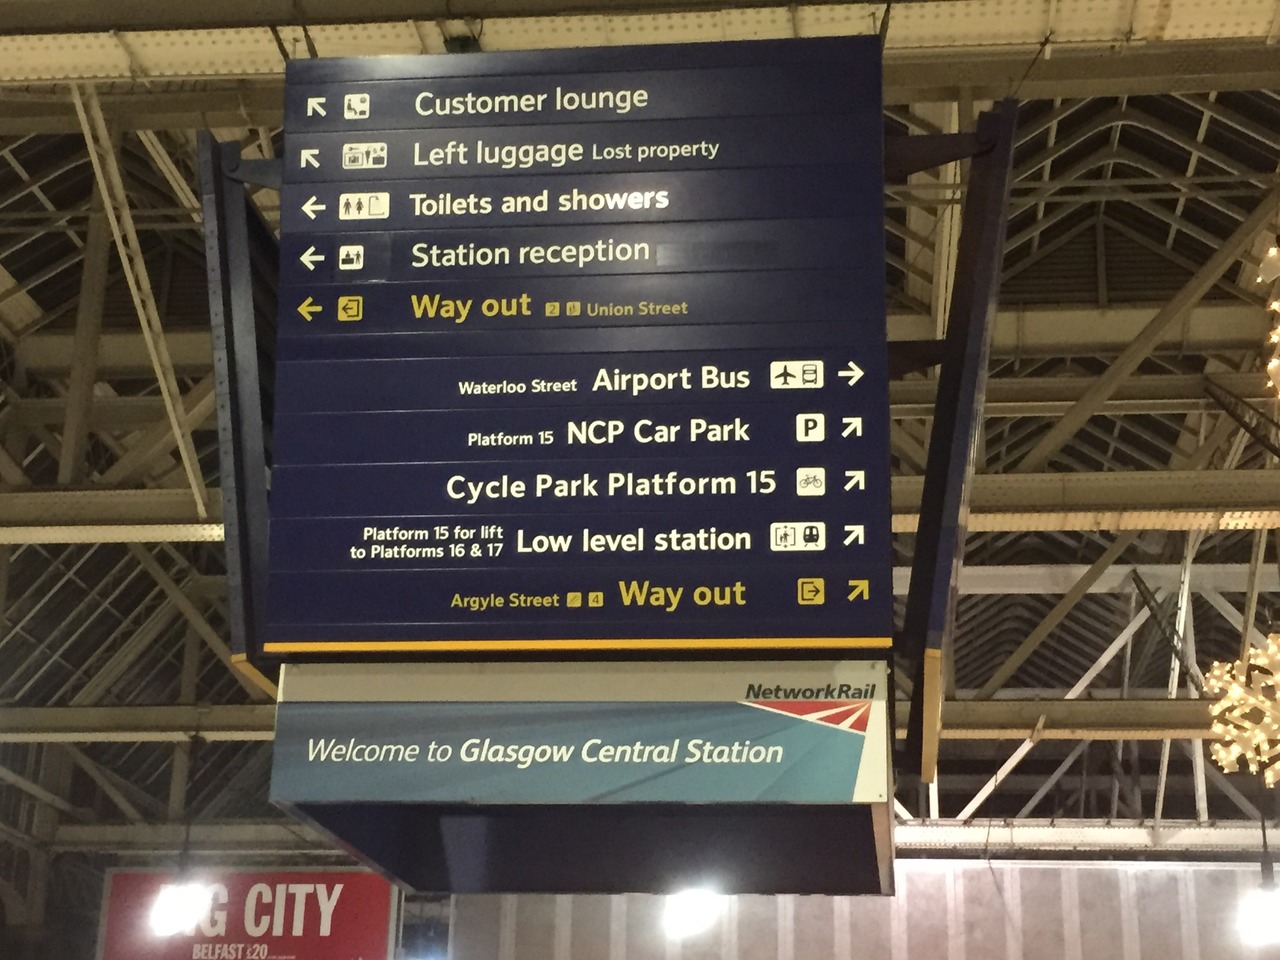 Customer lounge
Left luggage Lost property
Toilets and showers
Station reception
Way out 2 Union Street
Waterloo Street Airport Bus
Platform 15 NCP Car Park P
Cycle Park Platform 15
Platform 15 for lift
to Platforms 16 & 17 Low level station
Argyle Street 4 Way out
NetworkRail
Welcome to Glasgow Central Station
CITY
BELFAST £20